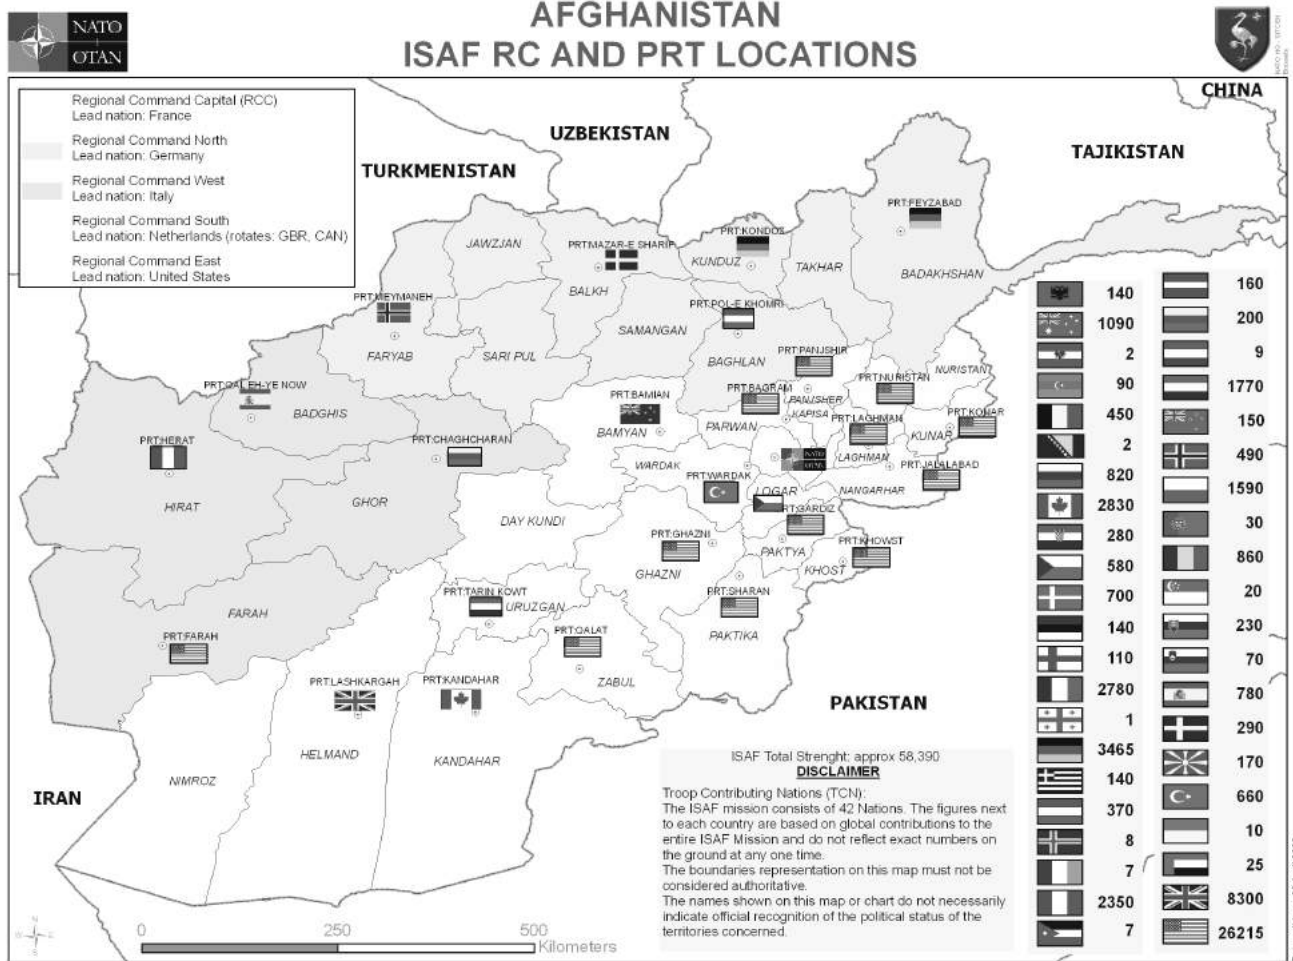 AFGHANISTAN
ISAF RC AND PRT LOCATIONS
NATO
OTAN
Regional Command Capital (RCC)
Lead nation: France
Regional Command North
Lead nation: Germany
Regional Command West
Lead nation: Italy
Regional Command South
Lead nation: Netherlands (rotates: GBR, CAN)
Regional Command East
Lead nation: United States
CHINA
UZBEKISTAN
TAJIKISTAN
TURKMENISTAN
PRT:FEYZABAD
PRT:KONDOZ
JAWZJAN
PRT:MAZAR-E SHARIF
KUNDUZ
TAKHAR
BADAKHSHAN
BALKH
PRT:MEYMANEH
PRT:POL-E KHOMRI
SAMANGAN
FARYAB
SARI PUL
BAGHLAN
PRT:PANJSHIR
NURISTAN
PRT:NURISTAN
PRT:QAL'EH-YE NOW
BADGHIS
PRT:BAMIAN
PRT:BAGRAM
PANJSHER
KAPISA
PRT:LAGHMAN
PRT:KONAR
BAMYAN
PARWAN
KUNAR
PRT:HERAT
PRT:CHAGHCHARAN
NATO
OTAN
LAGHMAM
WARDAK
PRT:JALALABAD
PRT:WARDAK
LOGAR
NANGARHAR
HIRAT
GHOR
DAY KUNDI
PRT:GARDIZ
PRT:GHAZNI
PRT:KHOWST
PAKTYA
GHAZNI
KHOST
PRT:TARIN KOWT
URUZGAN
PRT:SHARAN
FARAH
PRT:FARAH
PRT:QALAT
PAKTIKA
ZABUL
PRT:LASHKARGAH
PRT:KANDAHAR
PAKISTAN
HELMAND
KANDAHAR
NIMROZ
IRAN
ISAF Total Strenght: approx 58,390
DISCLAIMER
Troop Contributing Nations (TCN):
The ISAF mission consists of 42 Nations. The figures next
to each country are based on global contributions to the
entire ISAF Mission and do not reflect exact numbers on
the ground at any one time.
The boundaries representation on this map must not be
considered authoritative.
The names shown on this map or chart do not necessarily
indicate official recognition of the political status of the
territories concerned.
0 250 500
Kilometers
140
1090
2
90
450
2
820
2830
280
580
700
140
110
2780
1
3465
140
370
8
7
2350
7
160
200
9
1770
150
490
1590
30
860
20
230
70
780
290
170
660
10
25
8300
26215